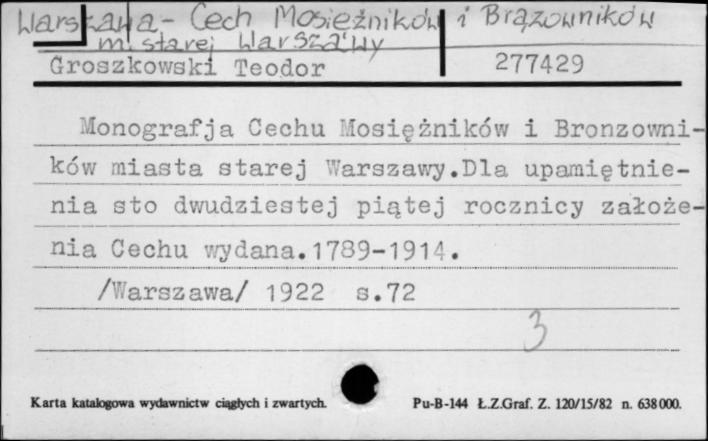 Warszawa - Cech Mosiężników i Brązowników
m. starej Warszawy
Groszkowski Teodor 277429
Monografja Cechu Mosiężników i Bronzowni-
ków miasta starej Warszawy.Dla upamiętnie-
nia sto dwudziestej piątej rocznicy założe-
nia Cechu wydana.1789-1914.
/Warszawa/ 1922 s.72
3
Karta katalogowa wydawnictw ciągłych i zwartych. Pu-B-144 Ł.Z.Graf. Z. 120/15/82 n. 638000.